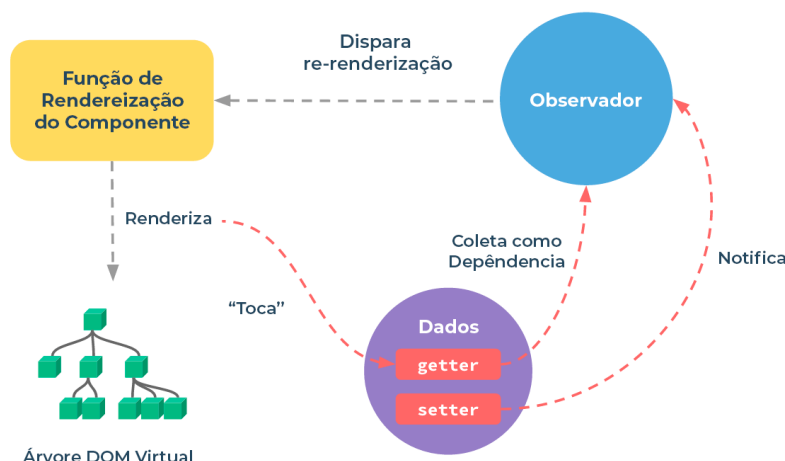 Dispara
re-renderização
Função de
Rendereização
do Componente
Observador
Renderiza
Coleta como
Depêndencia
Notifica
“Toca”
Dados
getter
setter
Árvore DOM Virtual